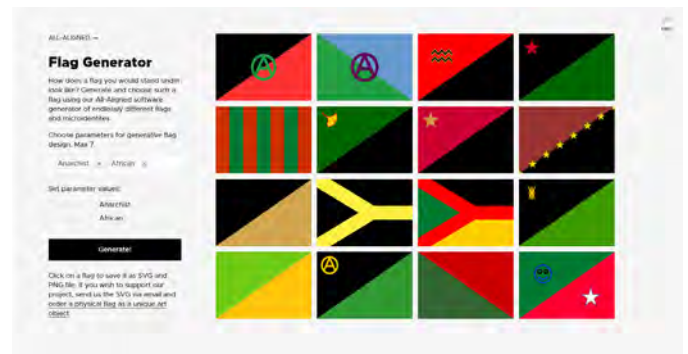 ALL-ALIGNED —
Flag Generator
How does a flag you would stand under
look like? Generate and choose such a
flag using our All-Aligned software
generator of endlessly different flags
and microidentities.
Choose parameters for generative flag
design. Max 7.
Anarchist × African ×
Set parameter values:
Anarchist
African
Generate!
Click on a flag to save it as SVG and
PNG file. If you wish to support our
project, send us the SVG via email and
order a physical flag as a unique art
object.